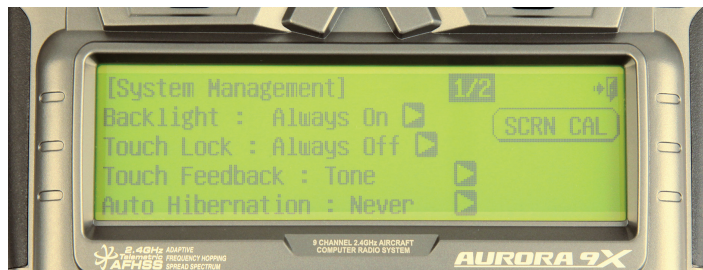 [System Management] 1/2
Backlight : Always On
SCRN CAL
Touch Lock : Always Off
Touch Feedback : Tone
Auto Hibernation : Never
2.4GHz ADAPTIVE
Telemetric FREQUENCY HOPPING
AFHSS SPREAD SPECTRUM
9 CHANNEL 2.4GHz AIRCRAFT
COMPUTER RADIO SYSTEM
AURORA 9X